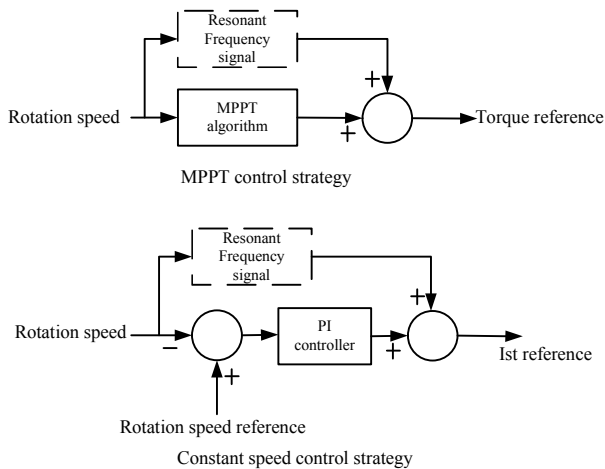 Resonant
Frequency
signal
+
Rotation speed
MPPT
algorithm
+
Torque reference
MPPT control strategy
Resonant
Frequency
signal
+
Rotation speed
−
PI
controller
+
Ist reference
+
Rotation speed reference
Constant speed control strategy